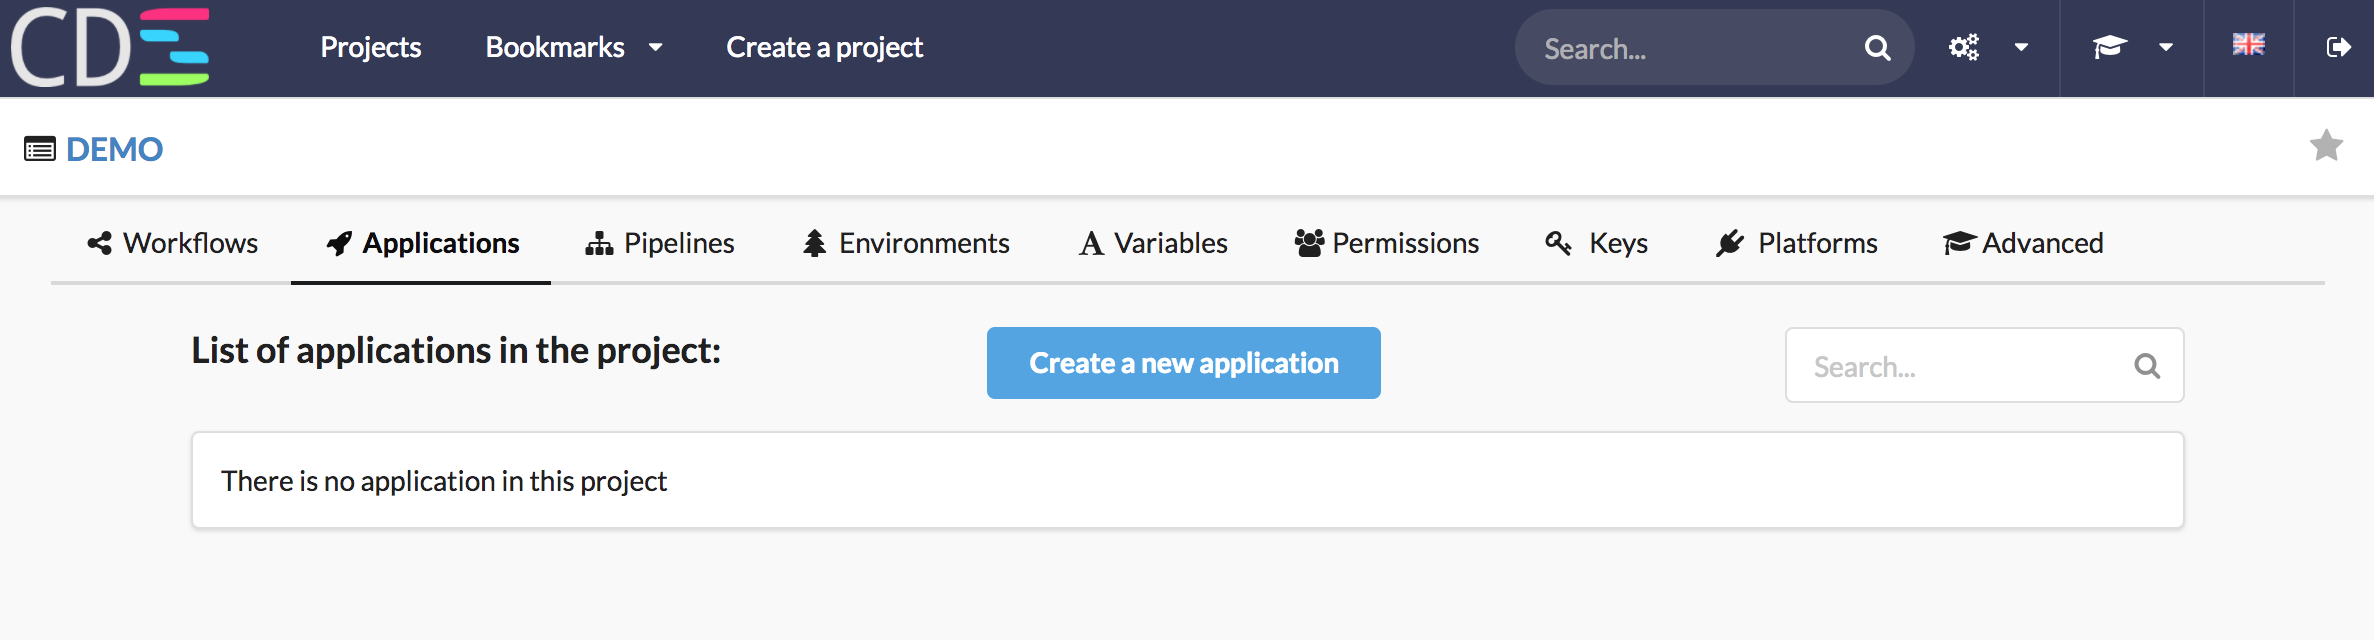 CDS
Projects Bookmarks Create a project Search...
DEMO
Workflows Applications Pipelines Environments Variables Permissions Keys Platforms Advanced
List of applications in the project: Create a new application Search...
There is no application in this project